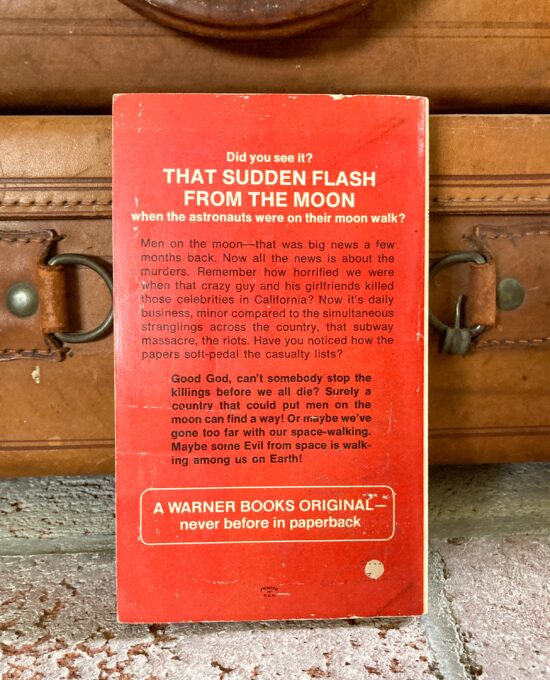 Did you see it?
THAT SUDDEN FLASH
FROM THE MOON
when the astronauts were on their moon walk?
Men on the moon—that was big news a few
months back. Now all the news is about the
murders. Remember how horrified we were
when that crazy guy and his girlfriends killed
those celebrities in California? Now it's daily
business, minor compared to the simultaneous
stranglings across the country, that subway
massacre, the riots. Have you noticed how the
papers soft-pedal the casualty lists?
Good God, can't somebody stop the
killings before we all die? Surely a
country that could put men on the
moon can find a way! Or maybe we've
gone too far with our space-walking.
Maybe some Evil from space is walk-
ing among us on Earth!
A WARNER BOOKS ORIGINAL—
never before in paperback
PRINTED
IN
U.S.A.